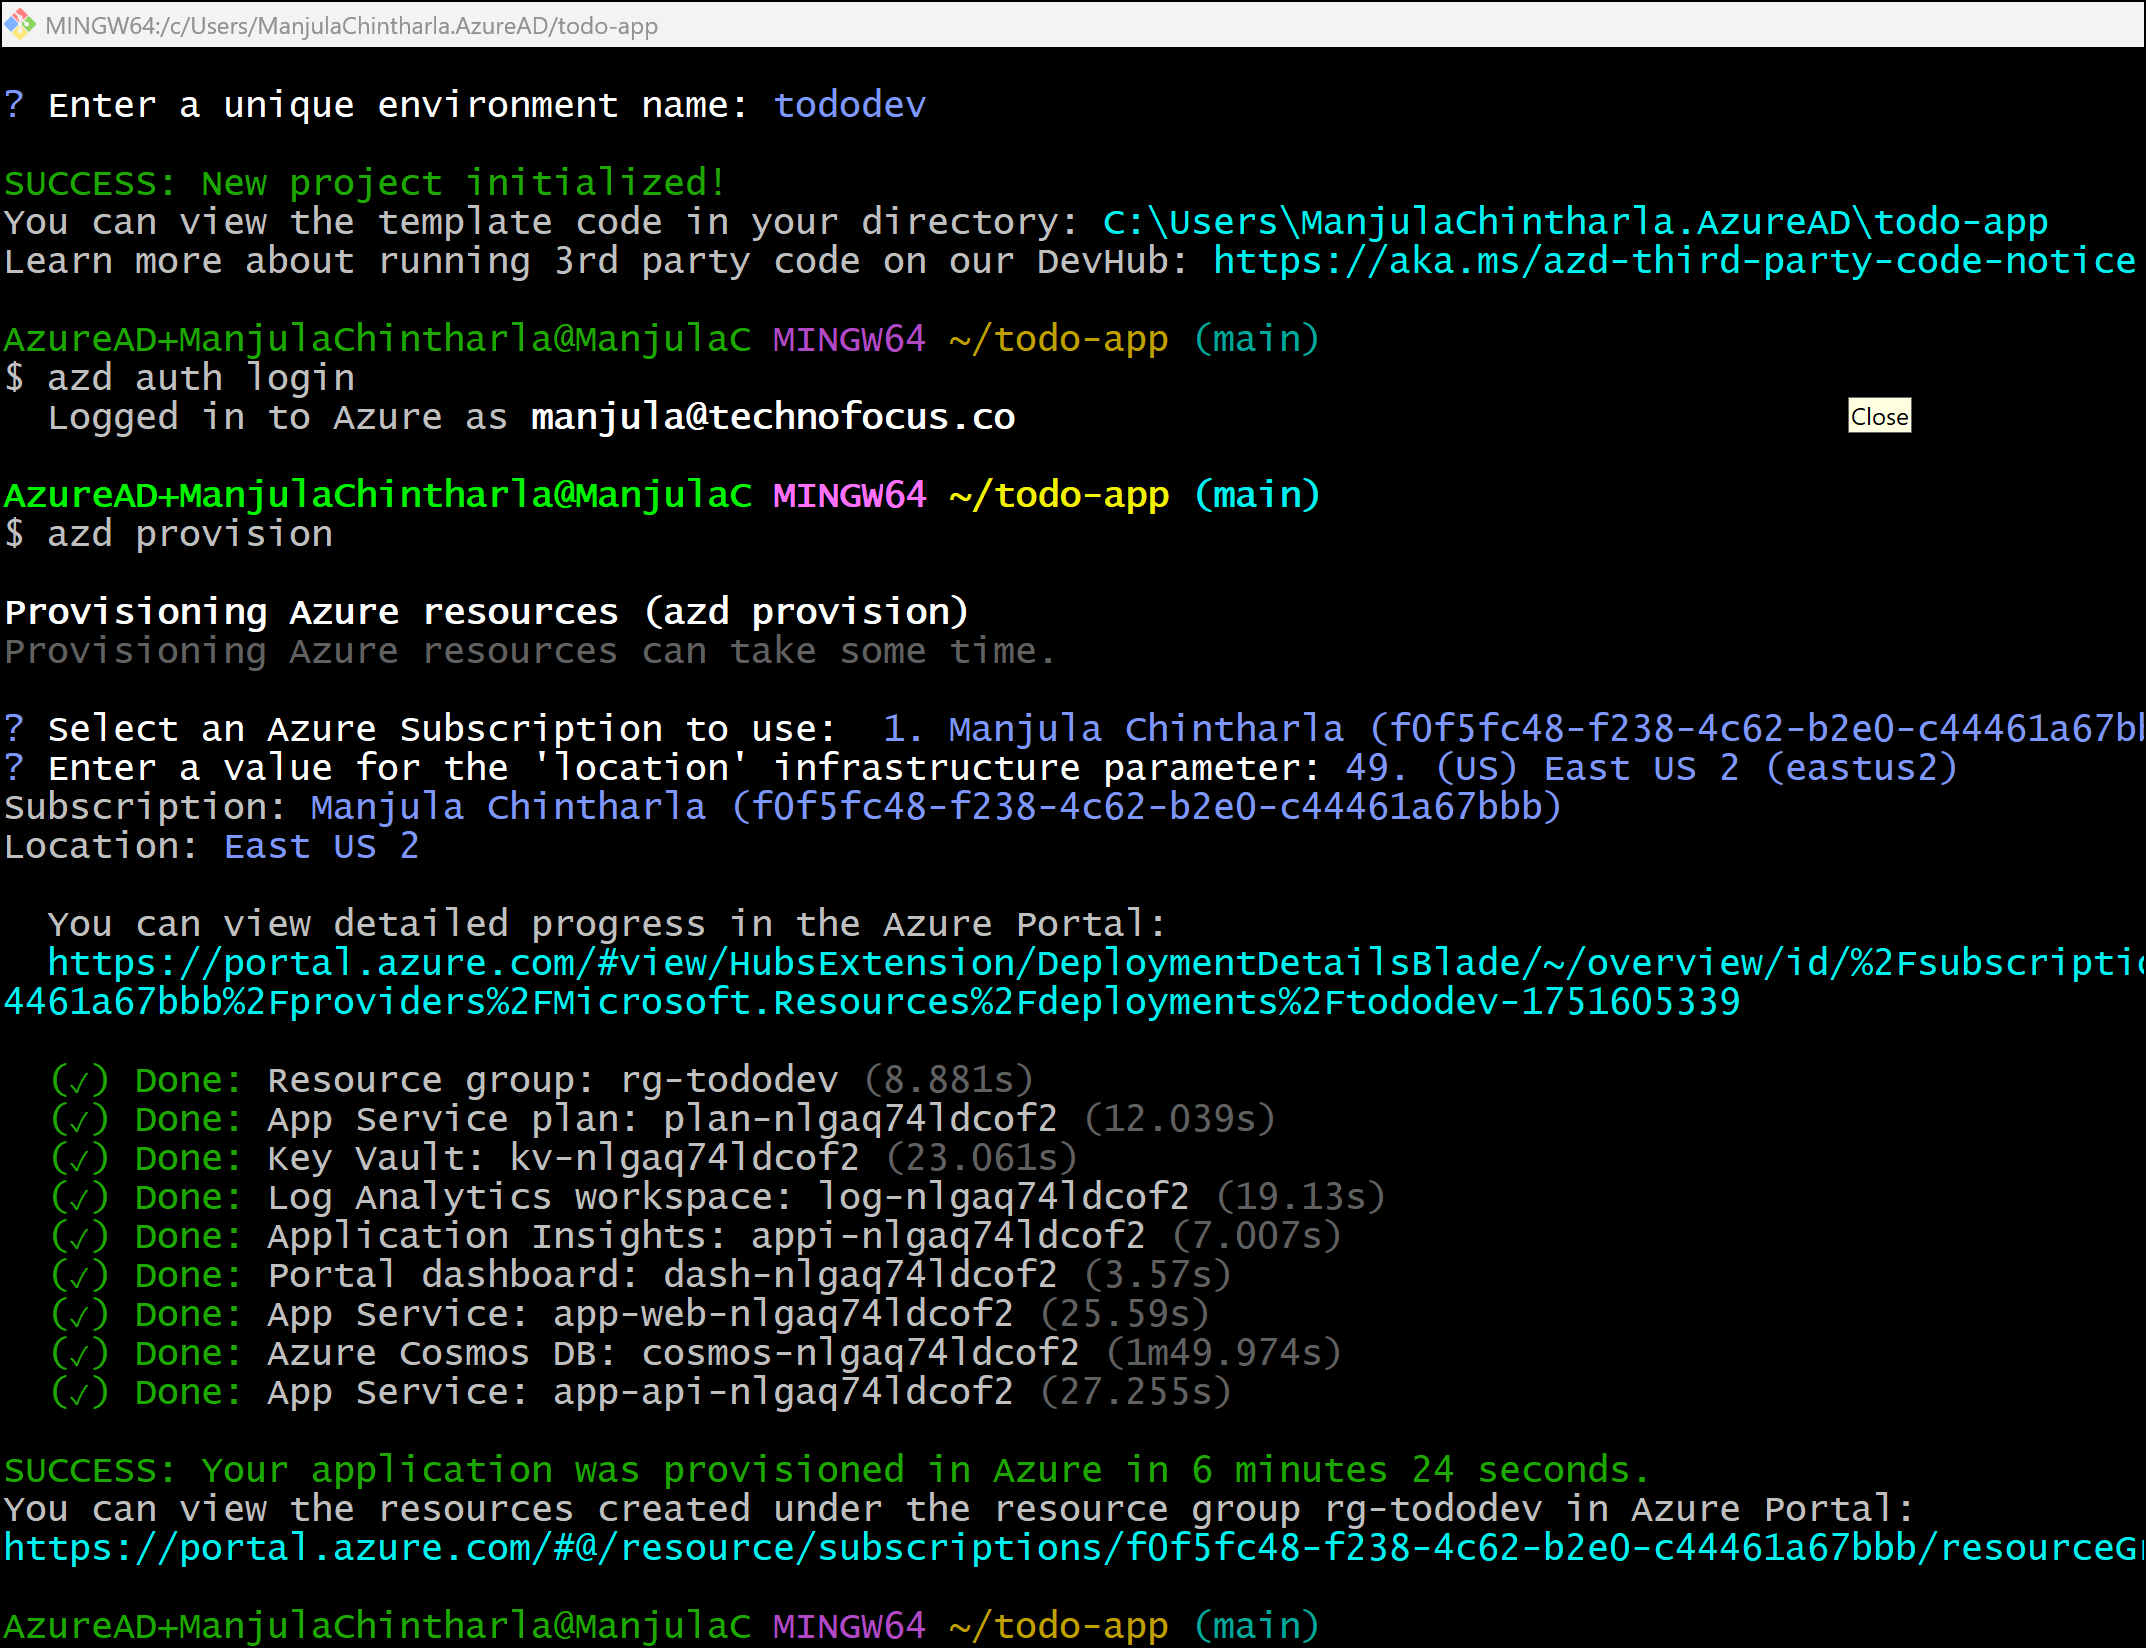 MINGW64:/c/Users/ManjulaChintharla.AzureAD/todo-app
? Enter a unique environment name: tododev
SUCCESS: New project initialized!
You can view the template code in your directory: C:\Users\ManjulaChintharla.AzureAD\todo-app
Learn more about running 3rd party code on our DevHub: https://aka.ms/azd-third-party-code-notice
AzureAD+ManjulaChintharla@ManjulaC MINGW64 ~/todo-app (main)
$ azd auth login
Logged in to Azure as manjula@technofocus.co
Close
AzureAD+ManjulaChintharla@ManjulaC MINGW64 ~/todo-app (main)
$ azd provision
Provisioning Azure resources (azd provision)
Provisioning Azure resources can take some time.
? Select an Azure Subscription to use:  1. Manjula Chintharla (f0f5fc48-f238-4c62-b2e0-c44461a67bb
? Enter a value for the 'location' infrastructure parameter: 49. (US) East US 2 (eastus2)
Subscription: Manjula Chintharla (f0f5fc48-f238-4c62-b2e0-c44461a67bbb)
Location: East US 2
You can view detailed progress in the Azure Portal:
https://portal.azure.com/#view/HubsExtension/DeploymentDetailsBlade/~/overview/id/%2Fsubscriptio
4461a67bbb%2Fproviders%2FMicrosoft.Resources%2Fdeployments%2Ftododev-1751605339
(✓) Done: Resource group: rg-tododev (8.881s)
(✓) Done: App Service plan: plan-nlgaq74ldcof2 (12.039s)
(✓) Done: Key Vault: kv-nlgaq74ldcof2 (23.061s)
(✓) Done: Log Analytics workspace: log-nlgaq74ldcof2 (19.13s)
(✓) Done: Application Insights: appi-nlgaq74ldcof2 (7.007s)
(✓) Done: Portal dashboard: dash-nlgaq74ldcof2 (3.57s)
(✓) Done: App Service: app-web-nlgaq74ldcof2 (25.59s)
(✓) Done: Azure Cosmos DB: cosmos-nlgaq74ldcof2 (1m49.974s)
(✓) Done: App Service: app-api-nlgaq74ldcof2 (27.255s)
SUCCESS: Your application was provisioned in Azure in 6 minutes 24 seconds.
You can view the resources created under the resource group rg-tododev in Azure Portal:
https://portal.azure.com/#@/resource/subscriptions/f0f5fc48-f238-4c62-b2e0-c44461a67bbb/resourceG
AzureAD+ManjulaChintharla@ManjulaC MINGW64 ~/todo-app (main)